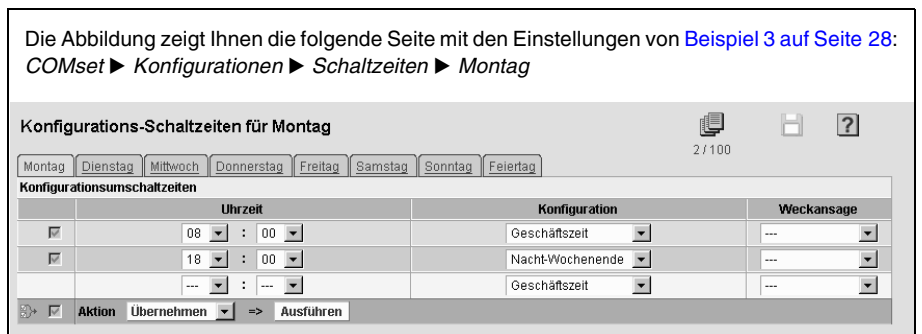 Die Abbildung zeigt Ihnen die folgende Seite mit den Einstellungen von Beispiel 3 auf Seite 28:
COMset ► Konfigurationen ► Schaltzeiten ► Montag
Konfigurations-Schaltzeiten für Montag
?
2/100
Montag Dienstag Mittwoch Donnerstag Freitag Samstag Sonntag Feiertag
Konfigurationsumschaltzeiten
Uhrzeit Konfiguration Weckansage
08 : 00 Geschäftszeit ---
18 : 00 Nacht-Wochenende ---
--- : --- Geschäftszeit ---
Aktion Übernehmen => Ausführen